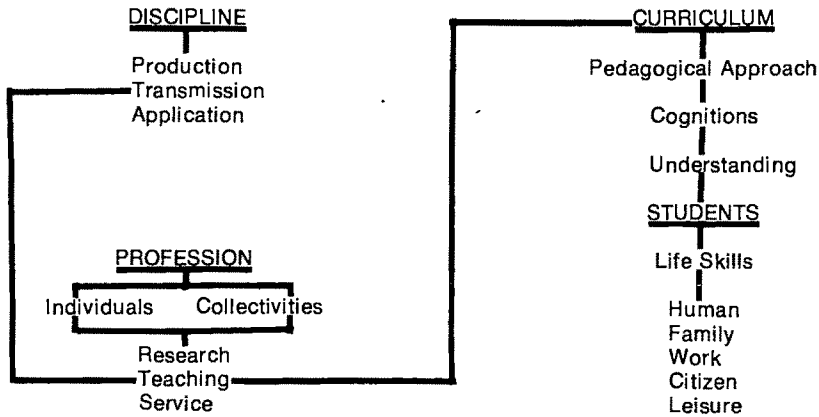 DISCIPLINE
Production
Transmission
Application
PROFESSION
Individuals Collectivities
Research
Teaching
Service
CURRICULUM
Pedagogical Approach
Cognitions
Understanding
STUDENTS
Life Skills
Human
Family
Work
Citizen
Leisure